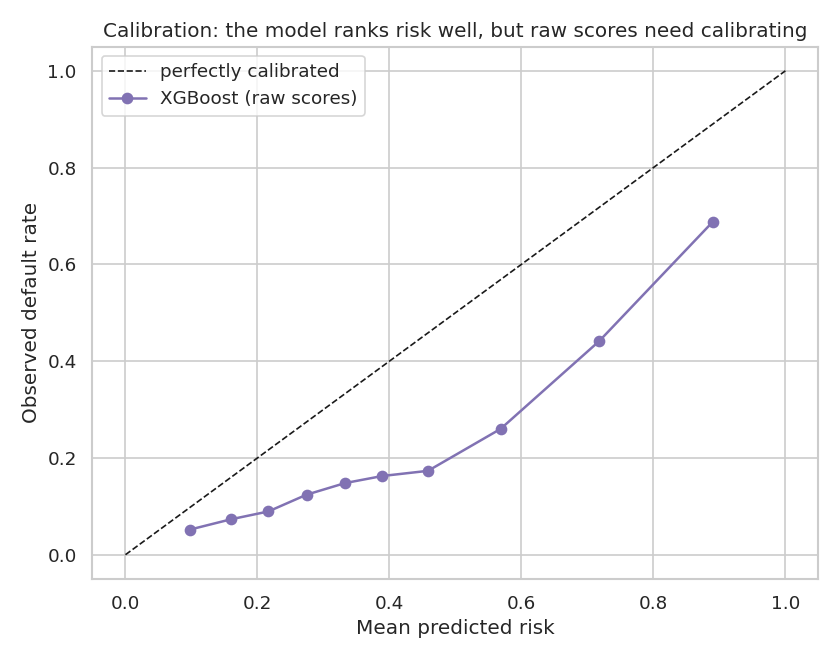 Calibration: the model ranks risk well, but raw scores need calibrating
perfectly calibrated
XGBoost (raw scores)
1.0
0.8
0.6
0.4
0.2
0.0
Observed default rate
0.0 0.2 0.4 0.6 0.8 1.0
Mean predicted risk